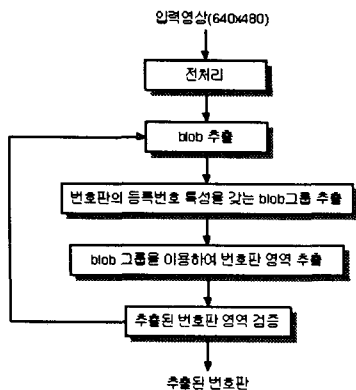 입력영상(640x480)
전처리
blob 추출
번호판의 등록번호 특성을 갖는 blob그룹 추출
blob 그룹을 이용하여 번호판 영역 추출
추출된 번호판 영역 검증
추출된 번호판